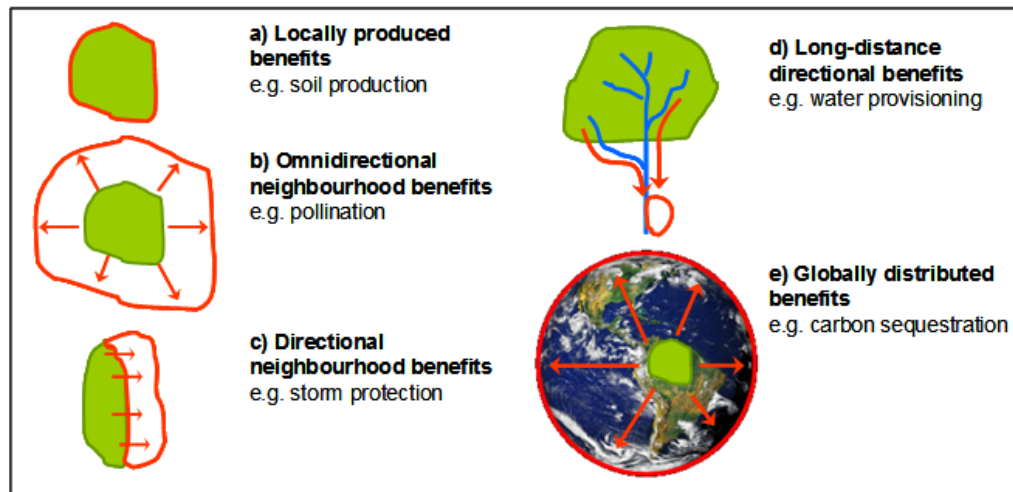 a) Locally produced
benefits
e.g. soil production
b) Omnidirectional
neighbourhood benefits
e.g. pollination
c) Directional
neighbourhood benefits
e.g. storm protection
d) Long-distance
directional benefits
e.g. water provisioning
e) Globally distributed
benefits
e.g. carbon sequestration